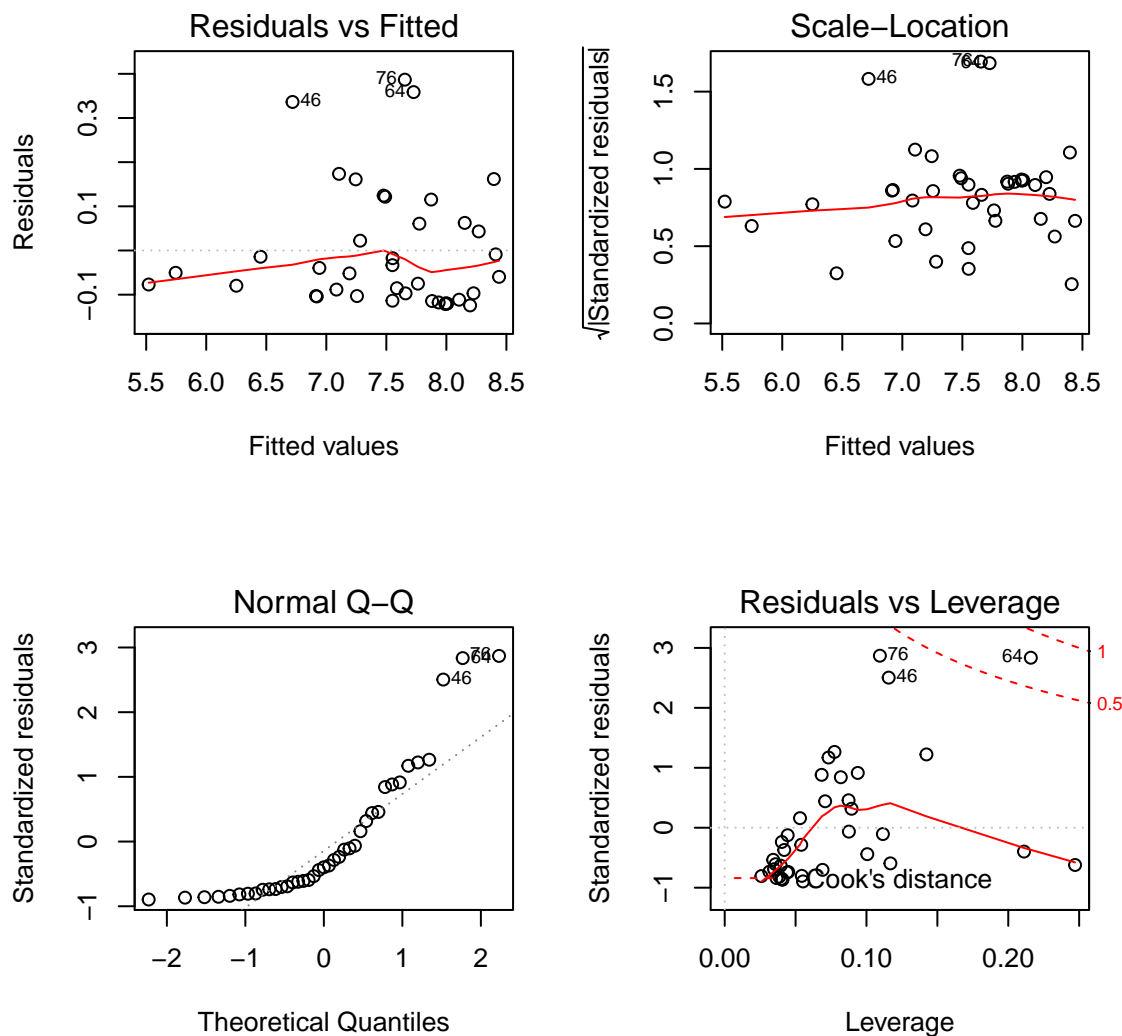 Residuals vs Fitted
Residuals
−0.1 0.1 0.3
76
64
46
5.5 6.0 6.5 7.0 7.5 8.0 8.5
Fitted values
Scale−Location
√|Standardized residuals|
0.0 0.5 1.0 1.5
76
64
46
5.5 6.0 6.5 7.0 7.5 8.0 8.5
Fitted values
Normal Q−Q
Standardized residuals
−1 0 1 2 3
76
64
46
−2 −1 0 1 2
Theoretical Quantiles
Residuals vs Leverage
Standardized residuals
−1 0 1 2 3
76
64
46
1
0.5
Cook's distance
0.00 0.10 0.20
Leverage